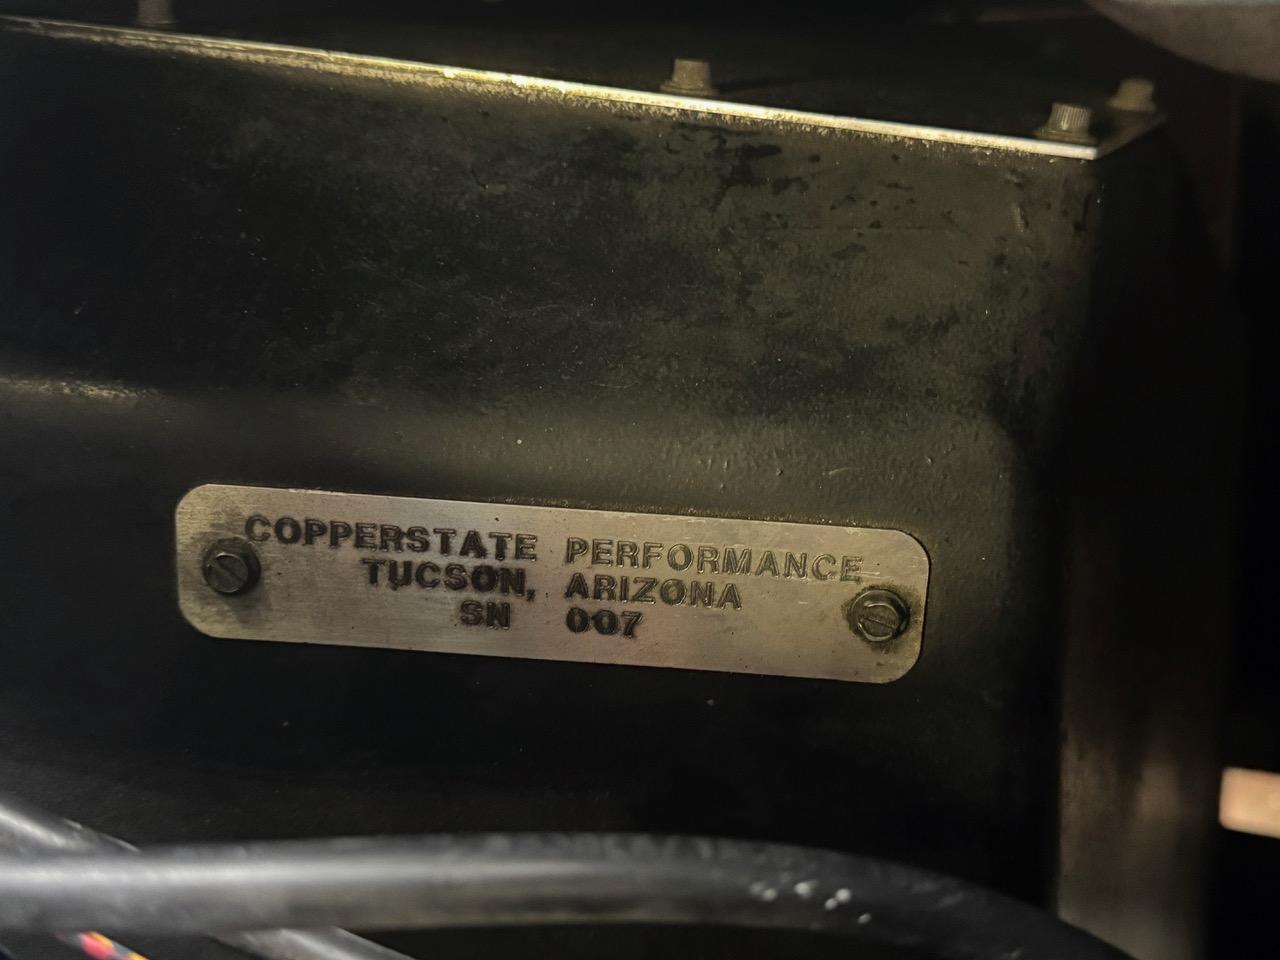 COPPERSTATE PERFORMANCE
TUCSON, ARIZONA
SN 007